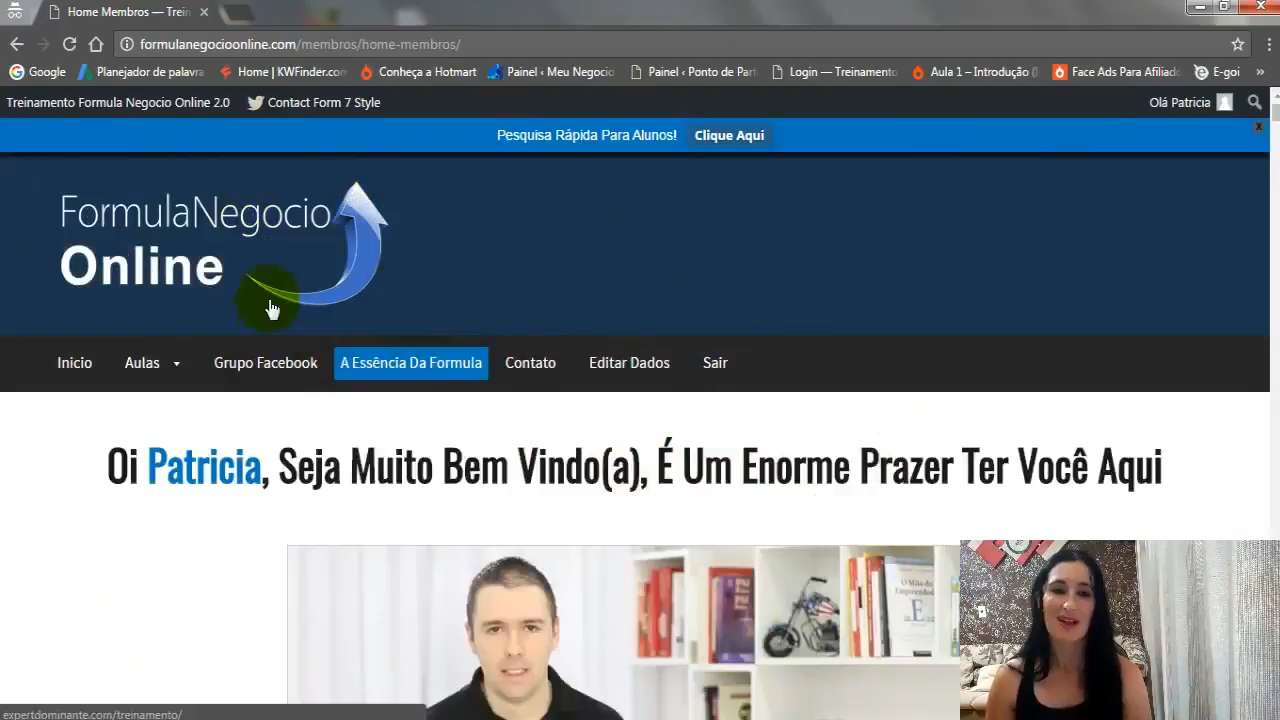 Home Membros — Trein
formulanegocioonline.com/membros/home-membros/
Google
Planejador de palavra
Home | KWFinder.com
Conheça a Hotmart
Painel ‹ Meu Negocio
Painel ‹ Ponto de Part
Login — Treinamento
Aula 1 – Introdução (
Face Ads Para Afiliado
E-goi
»
Treinamento Formula Negocio Online 2.0
Contact Form 7 Style
Olá Patricia
Pesquisa Rápida Para Alunos!
Clique Aqui
X
FormulaNegocio
Online
Inicio
Aulas
Grupo Facebook
A Essência Da Formula
Contato
Editar Dados
Sair
Oi Patricia, Seja Muito Bem Vindo(a), É Um Enorme Prazer Ter Você Aqui
O Mito do
Empreendedor
E
expertdominante.com/treinamento/